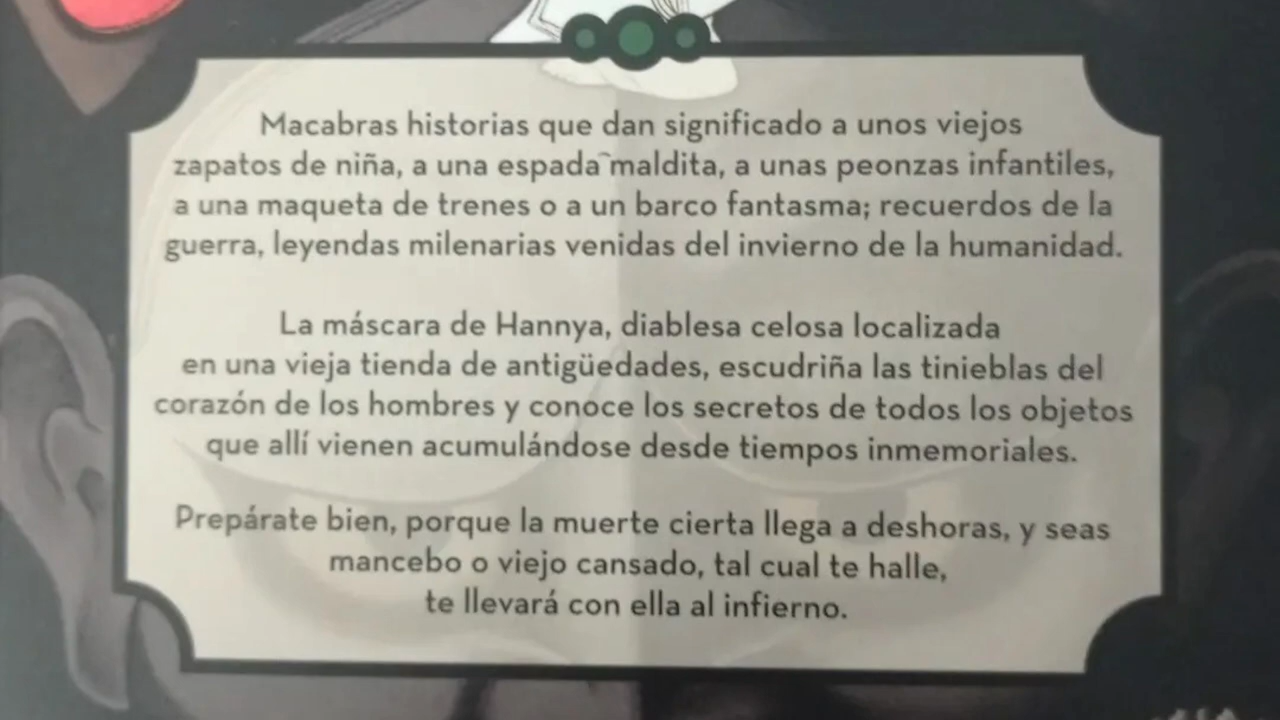 Macabras historias que dan significado a unos viejos
zapatos de niña, a una espada maldita, a unas peonzas infantiles,
a una maqueta de trenes o a un barco fantasma; recuerdos de la
guerra, leyendas milenarias venidas del invierno de la humanidad.
La máscara de Hannya, diablesa celosa localizada
en una vieja tienda de antigüedades, escudriña las tinieblas del
corazón de los hombres y conoce los secretos de todos los objetos
que allí vienen acumulándose desde tiempos inmemoriales.
Prepárate bien, porque la muerte cierta llega a deshoras, y seas
mancebo o viejo cansado, tal cual te halle,
te llevará con ella al infierno.